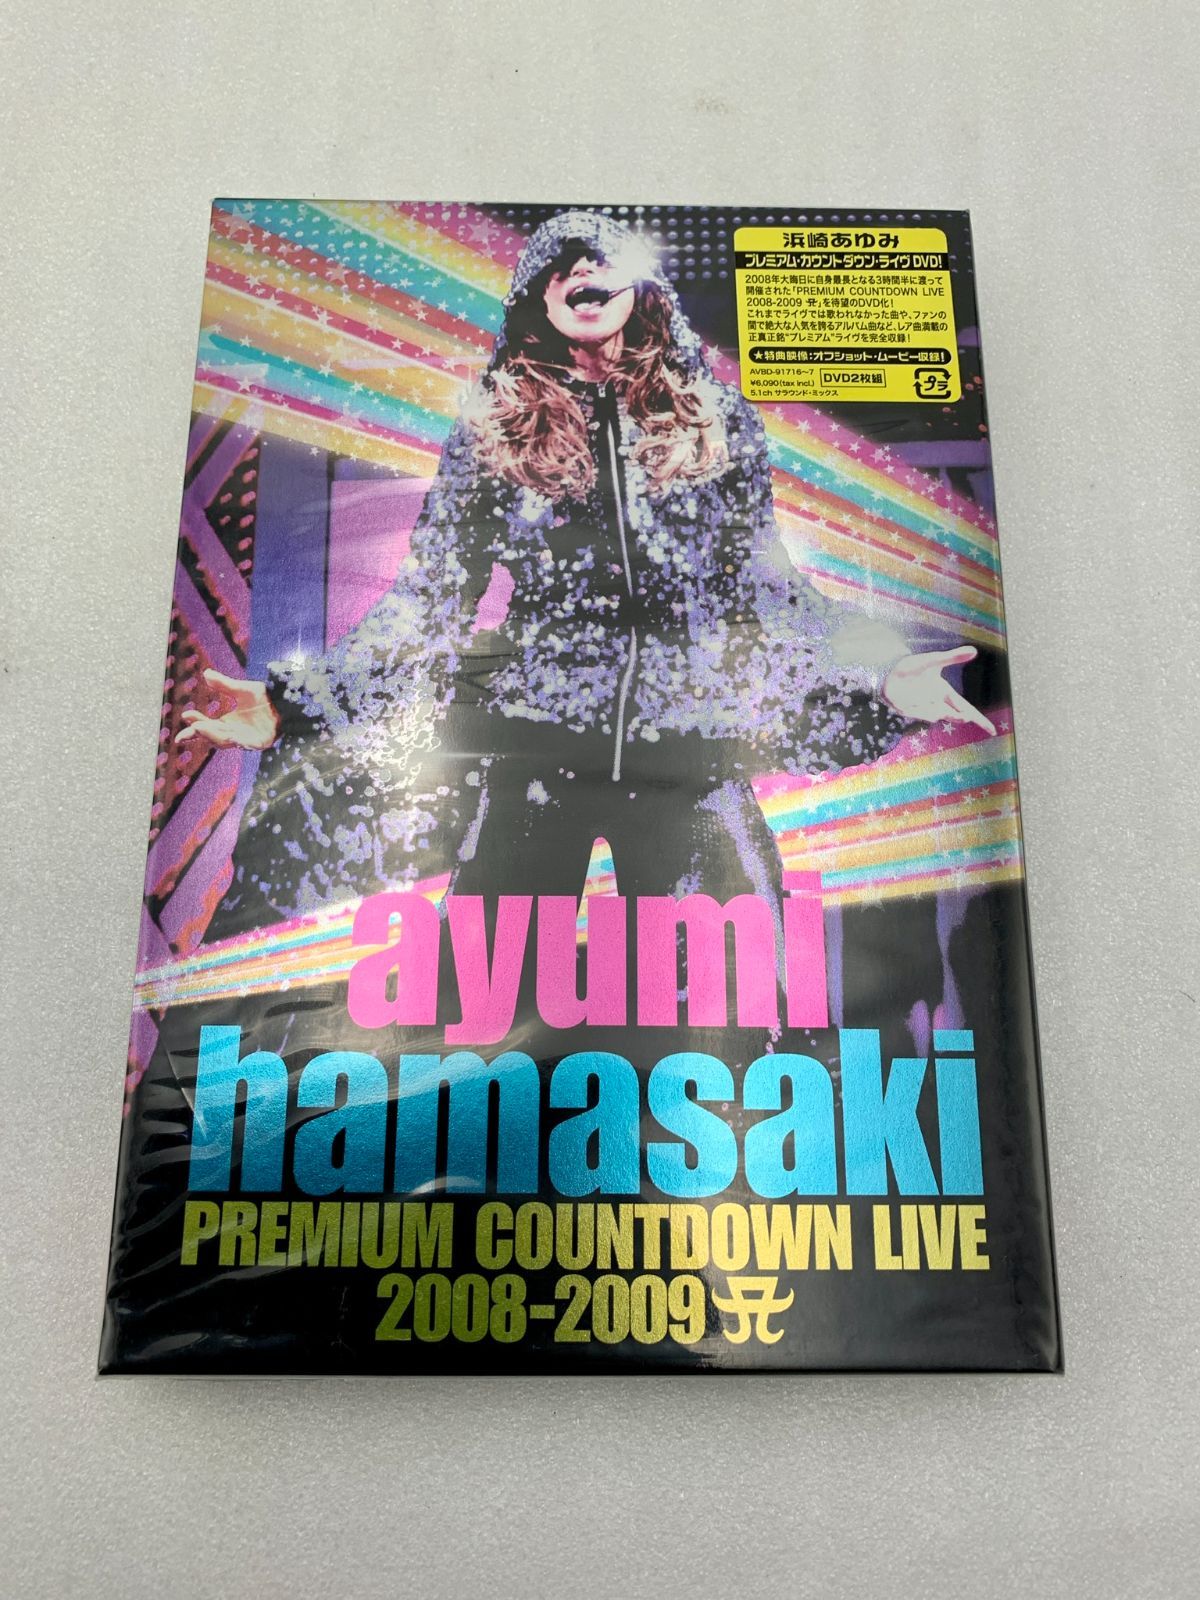 浜崎あゆみ
プレミアム・カウントダウン・ライヴ DVD!
2008年大晦日に自身最長となる3時間半に渡って
開催された「PREMIUM COUNTDOWN LIVE
2008-2009 A」を待望のDVD化!
これまでライヴでは歌われなかった曲や、ファンの
間で絶大な人気を誇るアルバム曲など、レア曲満載の
正真正銘“プレミアム”ライヴを完全収録!
★特典映像:オフショット・ムービー収録!
AVBD-91716~7
¥6,090(tax incl.) DVD2枚組
5.1ch サラウンド・ミックス
プラ
ayumi
hamasaki
PREMIUM COUNTDOWN LIVE
2008-2009 A